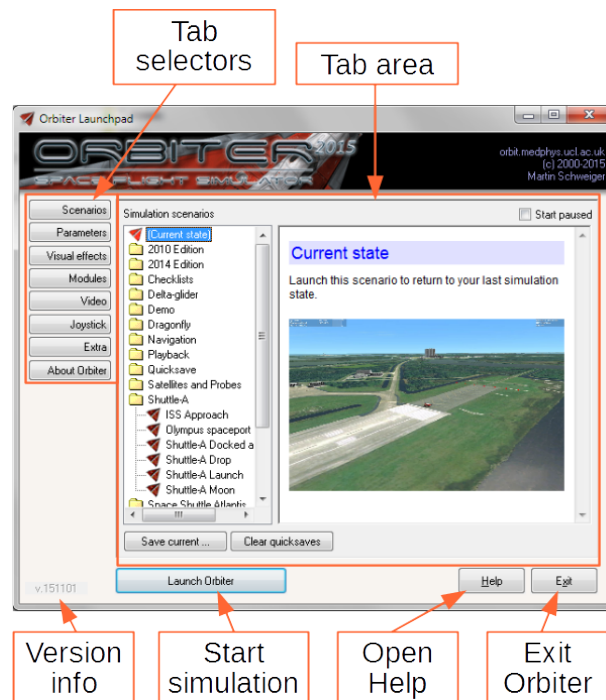 Tab
selectors
Tab area
Orbiter Launchpad
ORBITER 2015
SPACE FLIGHT SIMULATOR
orbit.medphys.ucl.ac.uk
(c) 2000-2015
Martin Schweiger
Scenarios
Parameters
Visual effects
Modules
Video
Joystick
Extra
About Orbiter
Simulation scenarios
Start paused
(Current state)
2010 Edition
2014 Edition
Checklists
Delta-glider
Demo
Dragonfly
Navigation
Playback
Quicksave
Satellites and Probes
Shuttle-A
ISS Approach
Olympus spaceport
Shuttle-A Docked a
Shuttle-A Drop
Shuttle-A Launch
Shuttle-A Moon
Space Shuttle Atlantis
Current state
Launch this scenario to return to your last simulation
state.
Save current ...
Clear quicksaves
v.151101
Launch Orbiter
Help
Exit
Version
info
Start
simulation
Open
Help
Exit
Orbiter